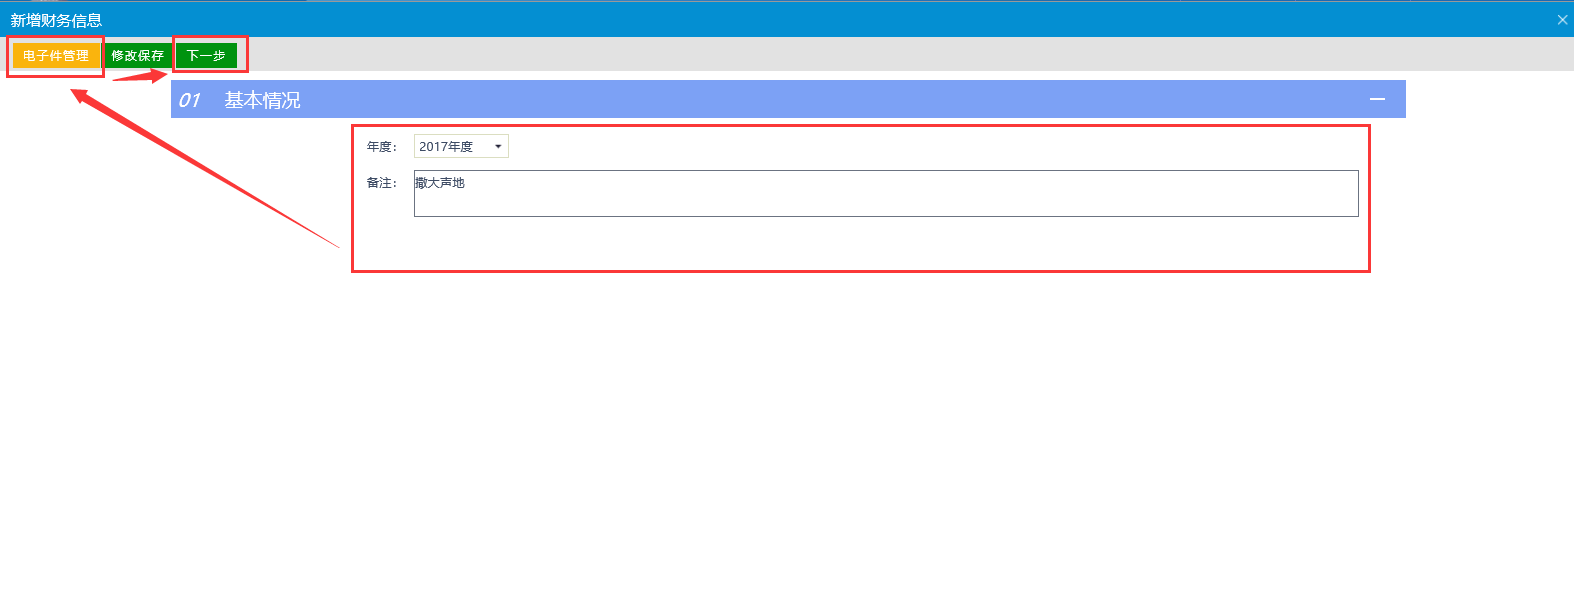 新增财务信息
电子件管理 修改保存 下一步
01 基本情况
年度： 2017年度
备注： 撒大声地